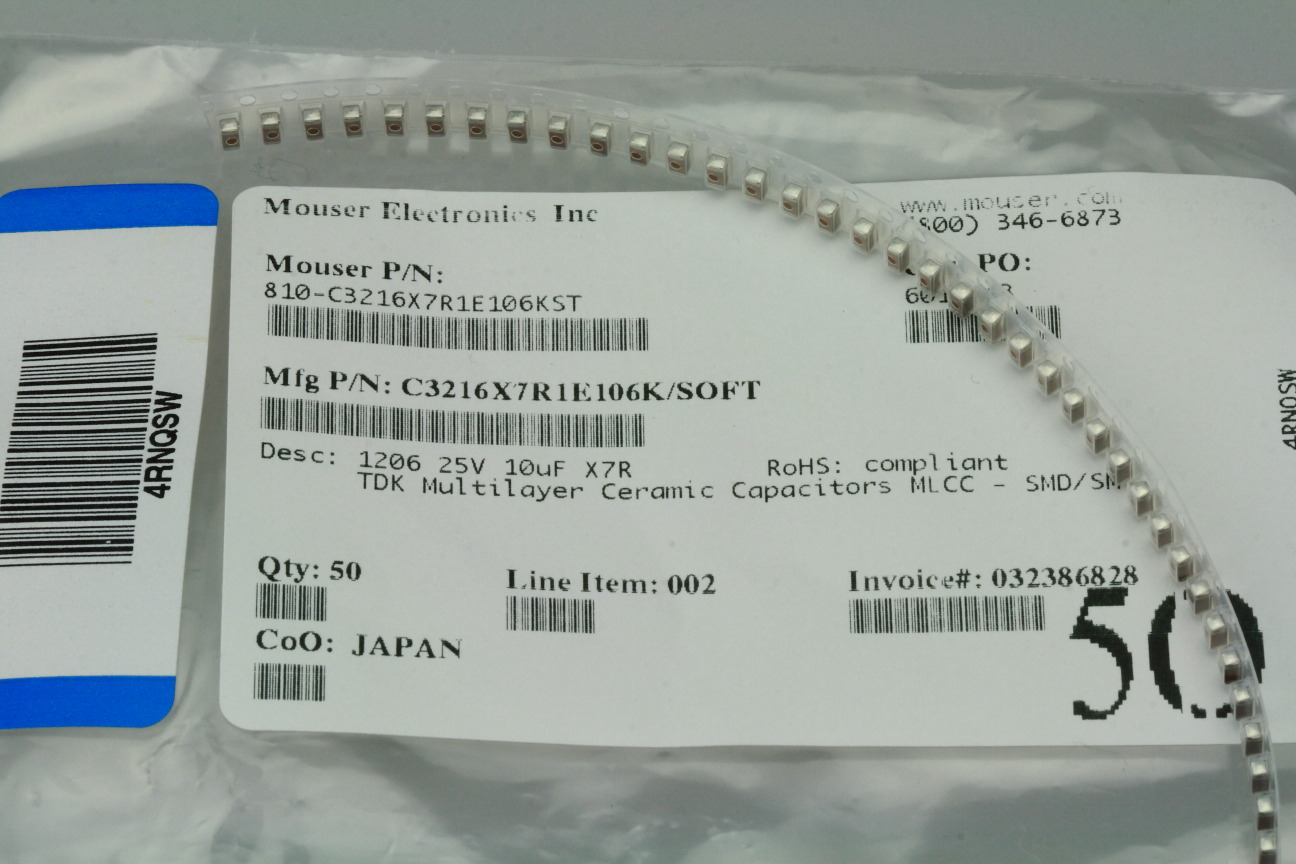 Mouser Electronics Inc
www.mouser.com
(800) 346-6873
Mouser P/N:
810-C3216X7R1E106KST
PO:
Mfg P/N: C3216X7R1E106K/SOFT
Desc: 1206 25V 10uF X7R RoHS: compliant
TDK Multilayer Ceramic Capacitors MLCC - SMD/SM
Qty: 50
Line Item: 002
Invoice#: 032386828
50
CoO: JAPAN
4RNQSW
4RNQSW